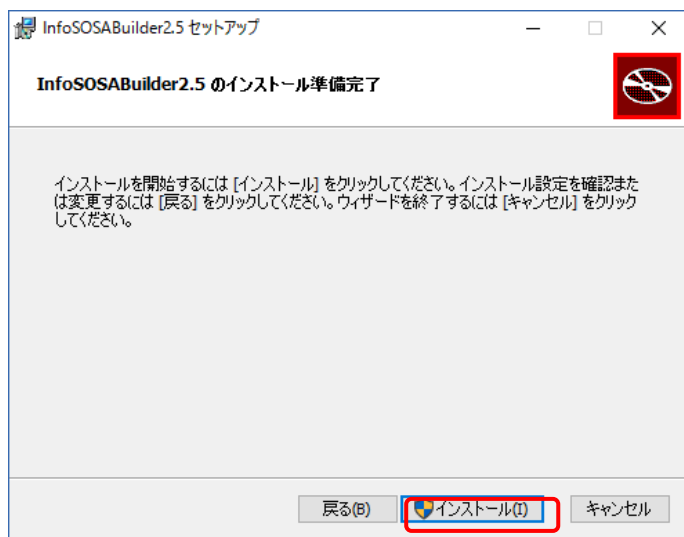 InfoSOSABuilder2.5 セットアップ
InfoSOSABuilder2.5 のインストール準備完了
インストールを開始するには [インストール] をクリックしてください。インストール設定を確認また
は変更するには [戻る] をクリックしてください。ウィザードを終了するには [キャンセル] をクリック
してください。
戻る(B)
インストール(I)
キャンセル